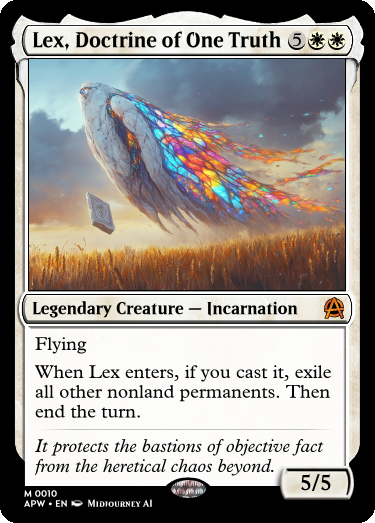 Lex, Doctrine of One Truth 5
Legendary Creature — Incarnation
Flying
When Lex enters, if you cast it, exile
all other nonland permanents. Then
end the turn.
It protects the bastions of objective fact
from the heretical chaos beyond.
5/5
M 0010
APW • EN Midjourney AI